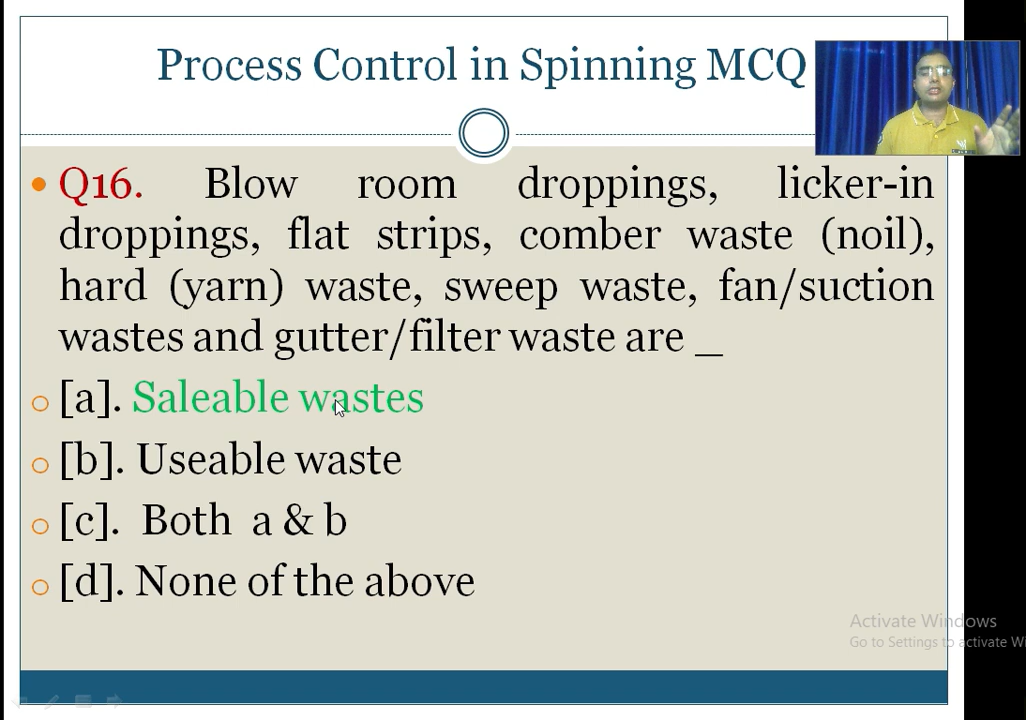 Process Control in Spinning MCQ
Q16. Blow room droppings, licker-in
droppings, flat strips, comber waste (noil),
hard (yarn) waste, sweep waste, fan/suction
wastes and gutter/filter waste are _
[a]. Saleable wastes
[b]. Useable waste
[c]. Both a & b
[d]. None of the above
Activate Windows
Go to Settings to activate Wi